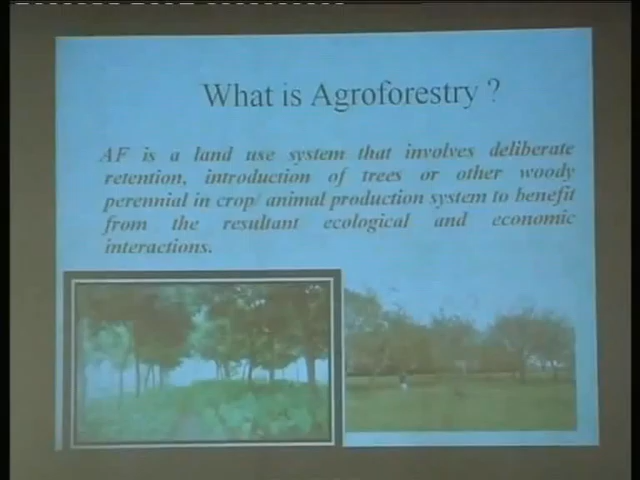 What is Agroforestry ?
AF is a land use system that involves deliberate
retention, introduction of trees or other woody
perennial in crop/ animal production system to benefit
from the resultant ecological and economic
interactions.